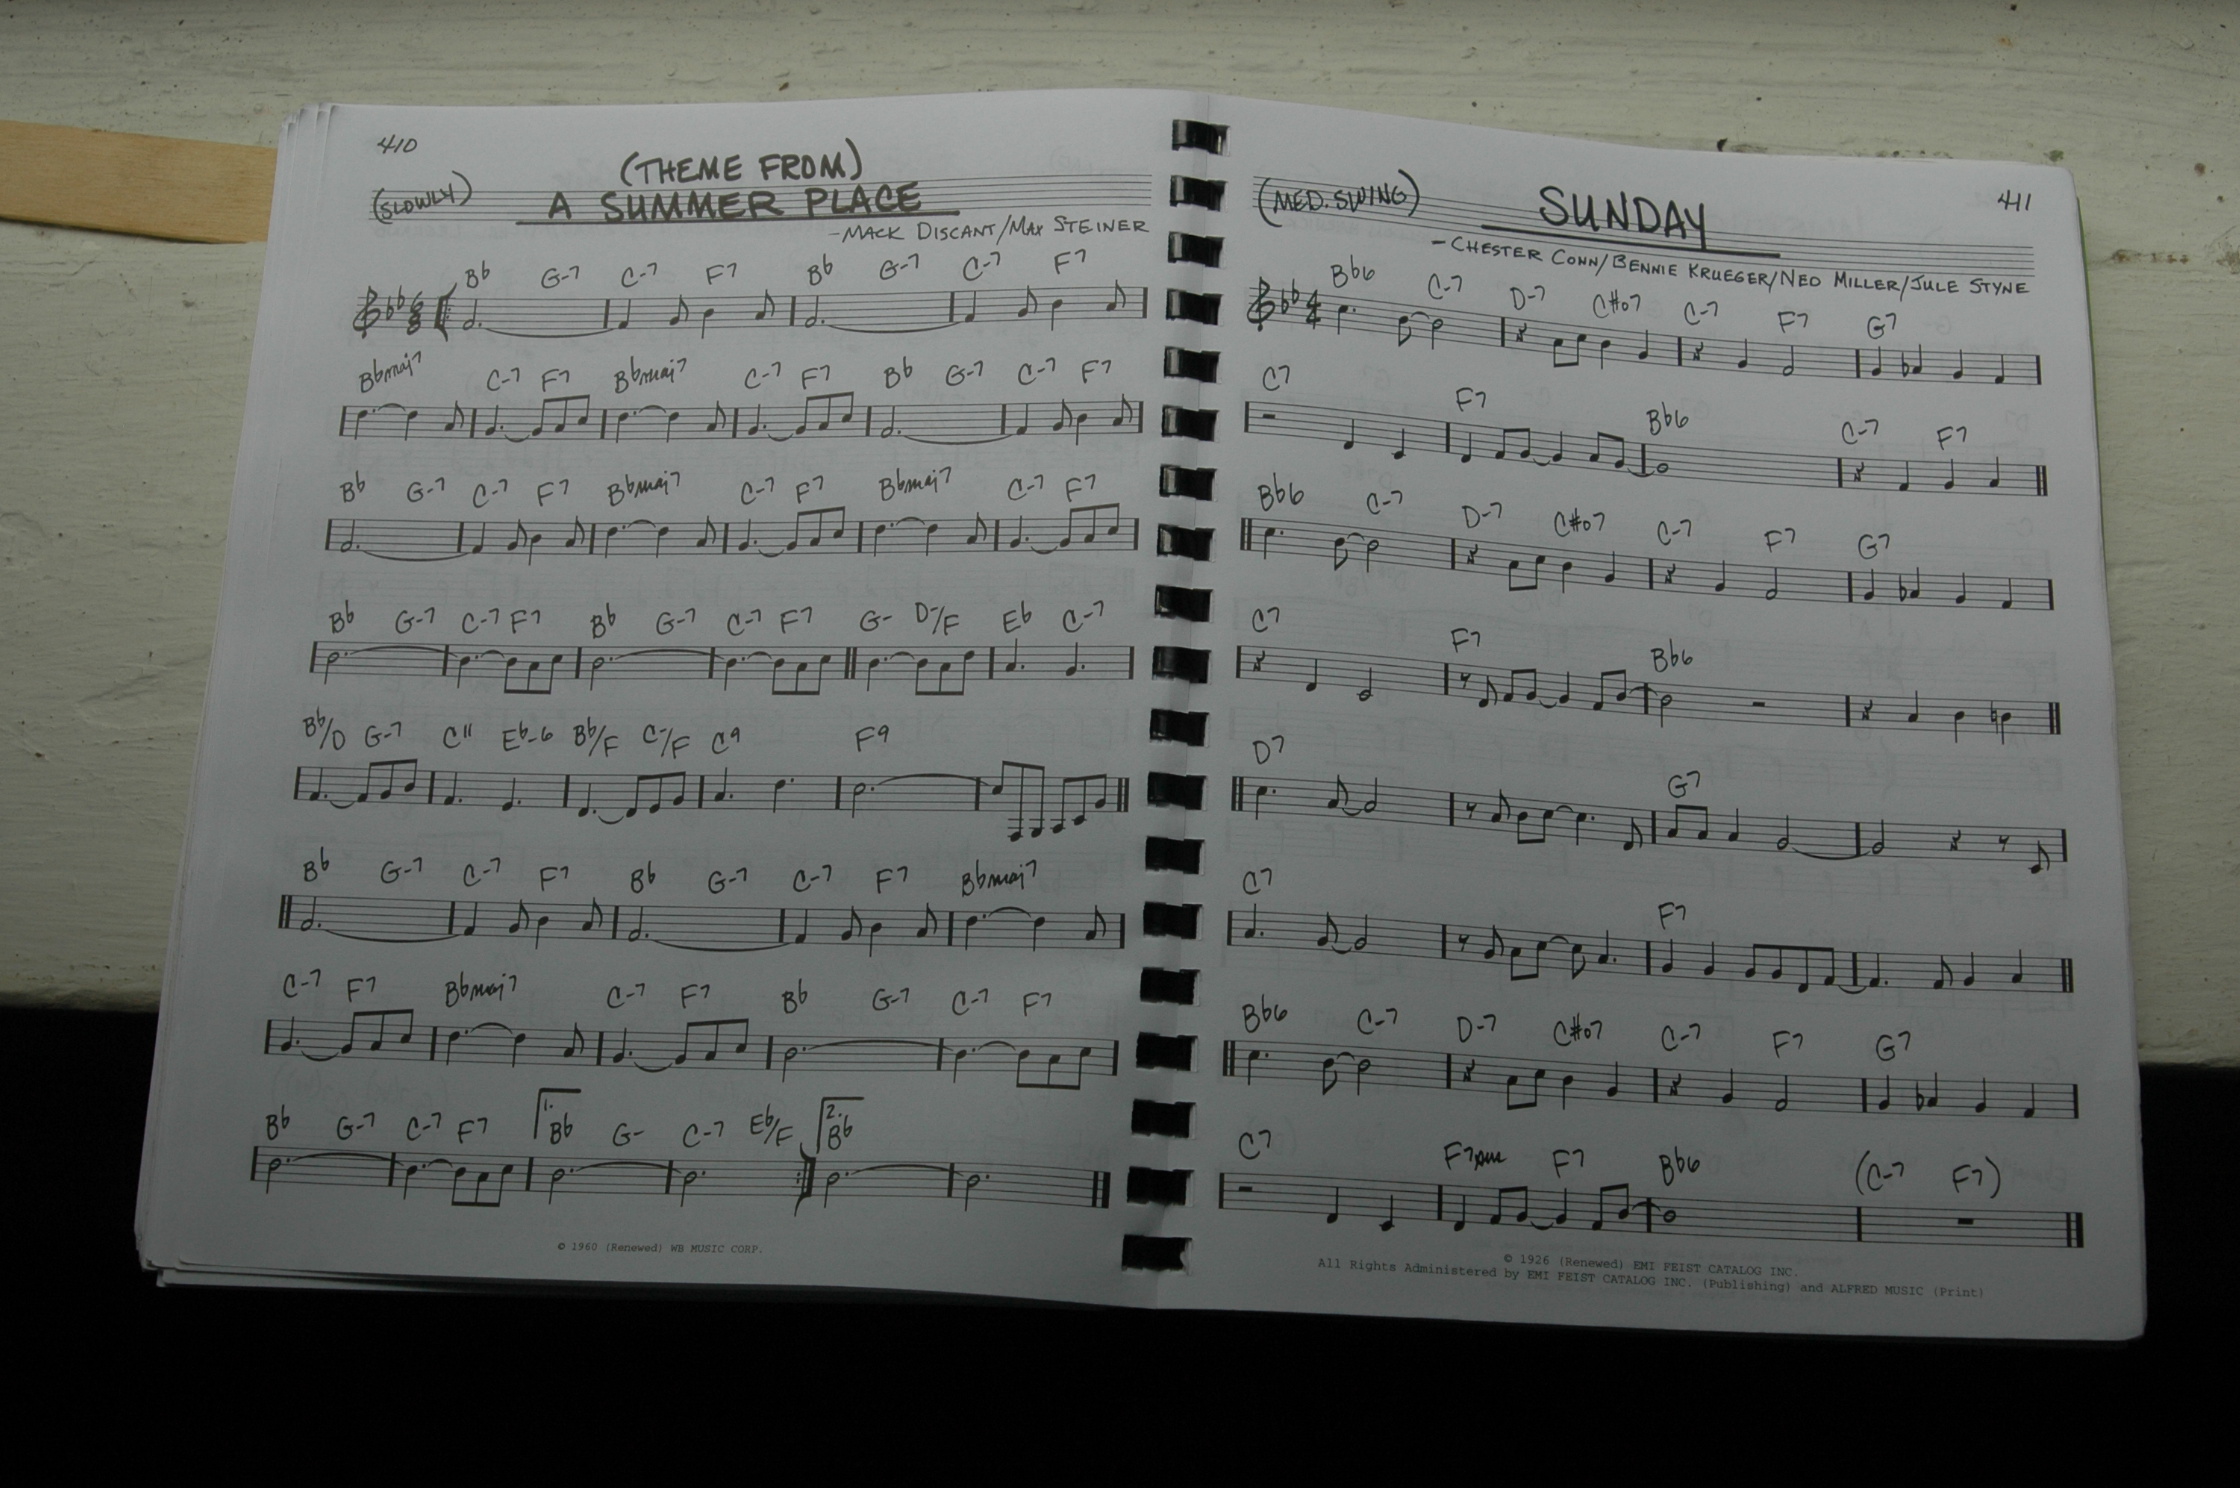 410
(THEME FROM)
(SLOWLY) A SUMMER PLACE
-MACK DISCANT/MAX STEINER
Bb G-7 C-7 F7 Bb G-7 C-7 F7
6 8
Bbmaj7 C-7 F7 Bbmaj7 C-7 F7 Bb G-7 C-7 F7
Bb G-7 C-7 F7 Bbmaj7 C-7 F7 Bbmaj7 C-7 F7
Bb G-7 C-7 F7 Bb G-7 C-7 F7 G- D-/F Eb C-7
Bb/D G-7 C11 Eb-6 Bb/F C-/F C9 F9
Bb G-7 C-7 F7 Bb G-7 C-7 F7 Bbmaj7
C-7 F7 Bbmaj7 C-7 F7 Bb G-7 C-7 F7
Bb G-7 C-7 F7 1. Bb G- C-7 Eb/F 2. Bb
© 1960 (Renewed) WB MUSIC CORP.
411
(MED. SWING) SUNDAY
-CHESTER CONN/BENNIE KRUEGER/NED MILLER/JULE STYNE
Bb6 C-7 D-7 C#o7 C-7 F7 G7
4 4
C7 F7 Bb6 C-7 F7
Bb6 C-7 D-7 C#o7 C-7 F7 G7
C7 F7 Bb6
D7 G7
C7 F7
Bb6 C-7 D-7 C#o7 C-7 F7 G7
C7 F7 Bb6 (C-7 F7)
© 1926 (Renewed) EMI FEIST CATALOG INC.
All Rights Administered by EMI FEIST CATALOG INC. (Publishing) and ALFRED MUSIC (Print)